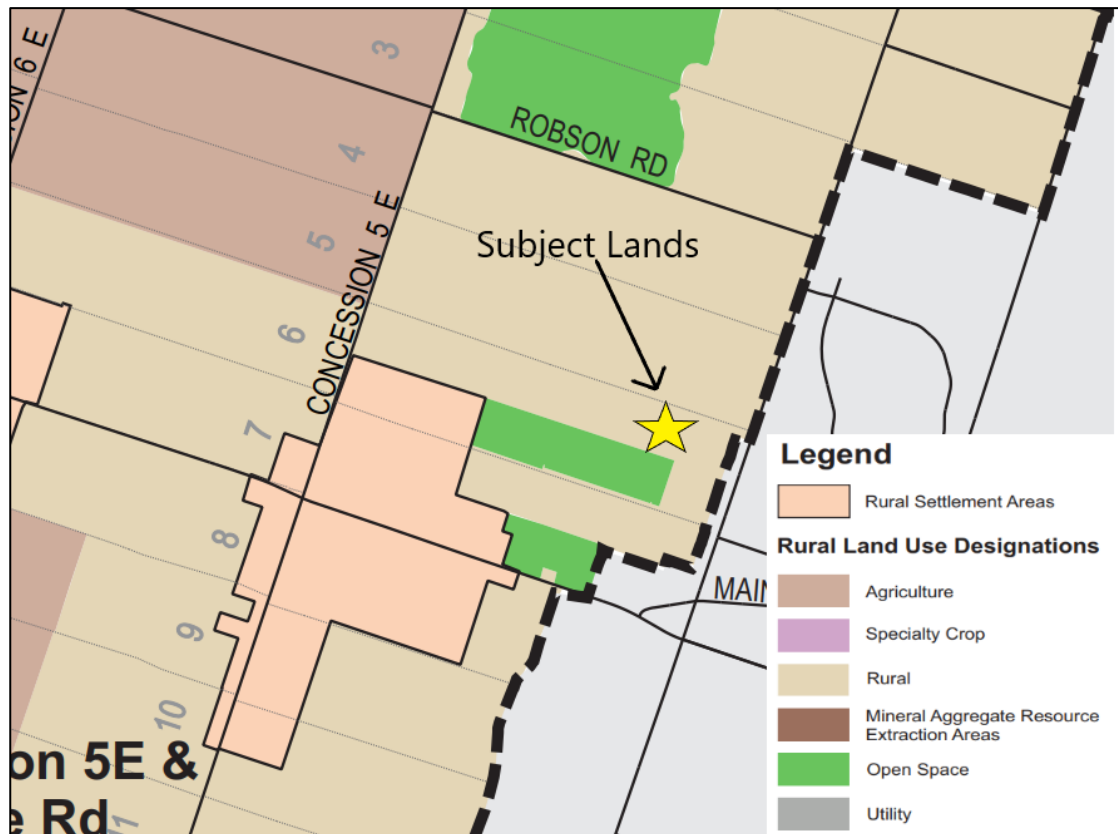 ION 6 E
3
ROBSON RD
4
CONCESSION 5 E
Subject Lands
5
6
7
8
MAIN
9
10
on 5E &
e Rd
11
Legend
Rural Settlement Areas
Rural Land Use Designations
Agriculture
Specialty Crop
Rural
Mineral Aggregate Resource
Extraction Areas
Open Space
Utility